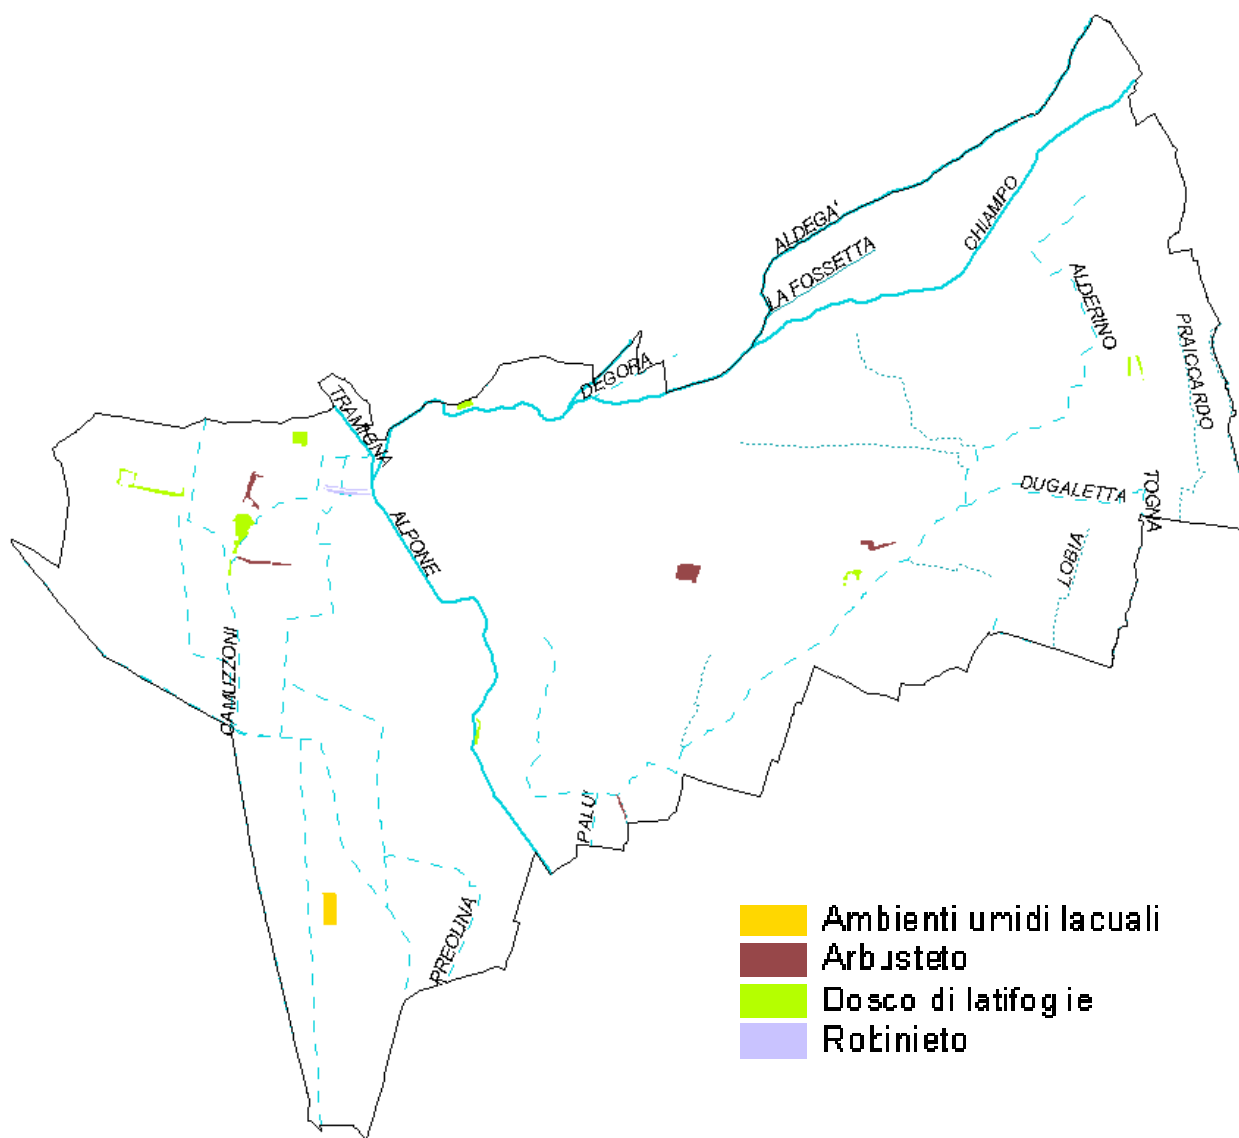 ALDEGA'
CHIAMPO
LA FOSSETTA
ALDERINO
PRAICCARDO
DEGORA
TRAMIGNA
DUGALETTA
TOGNA
ALPONE
LOBIA
CAMUZZONI
PALU'
PREOLINA
Ambienti umidi lacuali
Arbusteto
Dosco di latifoglie
Robinieto